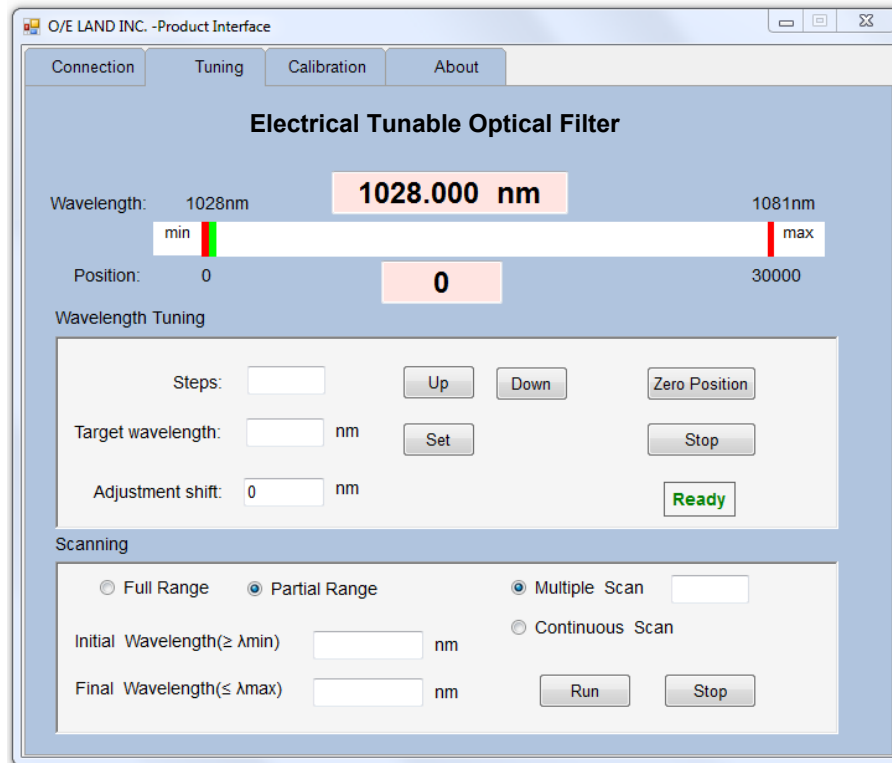 O/E LAND INC. -Product Interface
Connection Tuning Calibration About
Electrical Tunable Optical Filter
Wavelength: 1028nm 1028.000 nm 1081nm
min max
Position: 0 0 30000
Wavelength Tuning
Steps: Up Down Zero Position
Target wavelength: nm Set Stop
Adjustment shift: 0 nm Ready
Scanning
Full Range Partial Range Multiple Scan
Continuous Scan
Initial Wavelength(≥ λmin) nm
Final Wavelength(≤ λmax) nm Run Stop